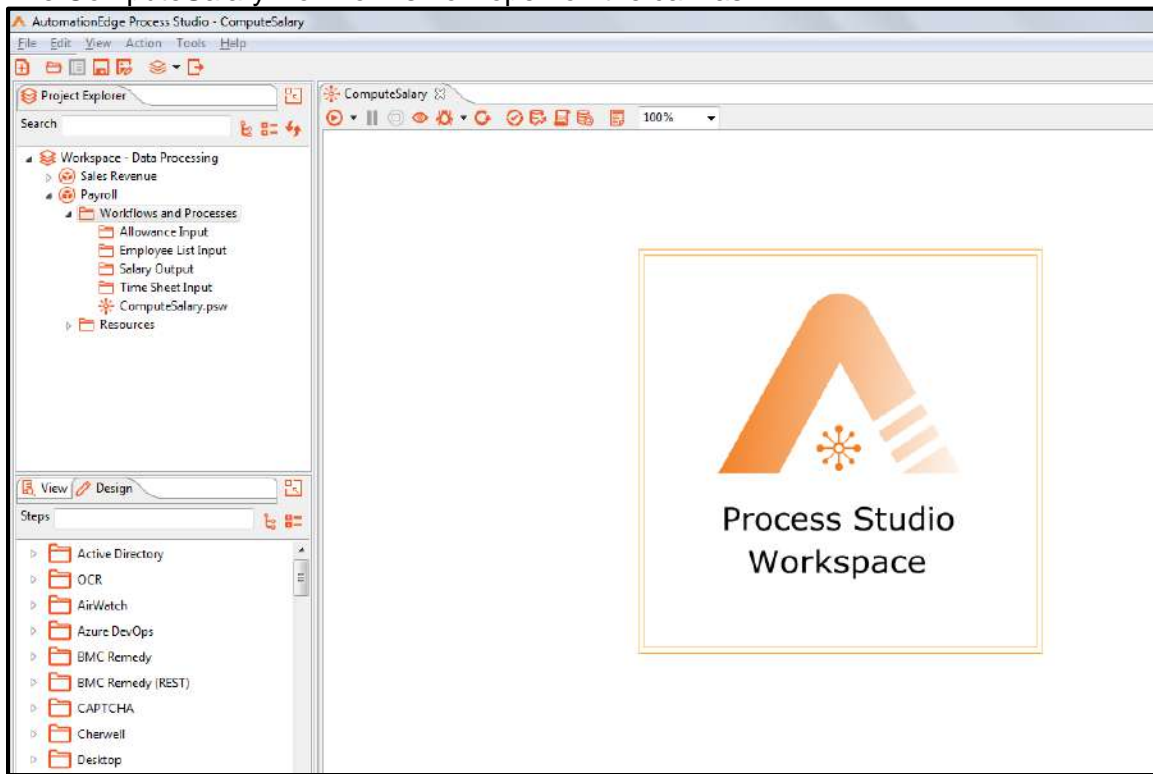 AutomationEdge Process Studio - ComputeSalary
File Edit View Action Tools Help
Project Explorer
Search
Workspace - Data Processing
Sales Revenue
Payroll
Workflows and Processes
Allowance Input
Employee List Input
Salary Output
Time Sheet Input
ComputeSalary.psw
Resources
View Design
Steps
Active Directory
OCR
AirWatch
Azure DevOps
BMC Remedy
BMC Remedy (REST)
CAPTCHA
Cherwell
Desktop
ComputeSalary
100%
Process Studio
Workspace